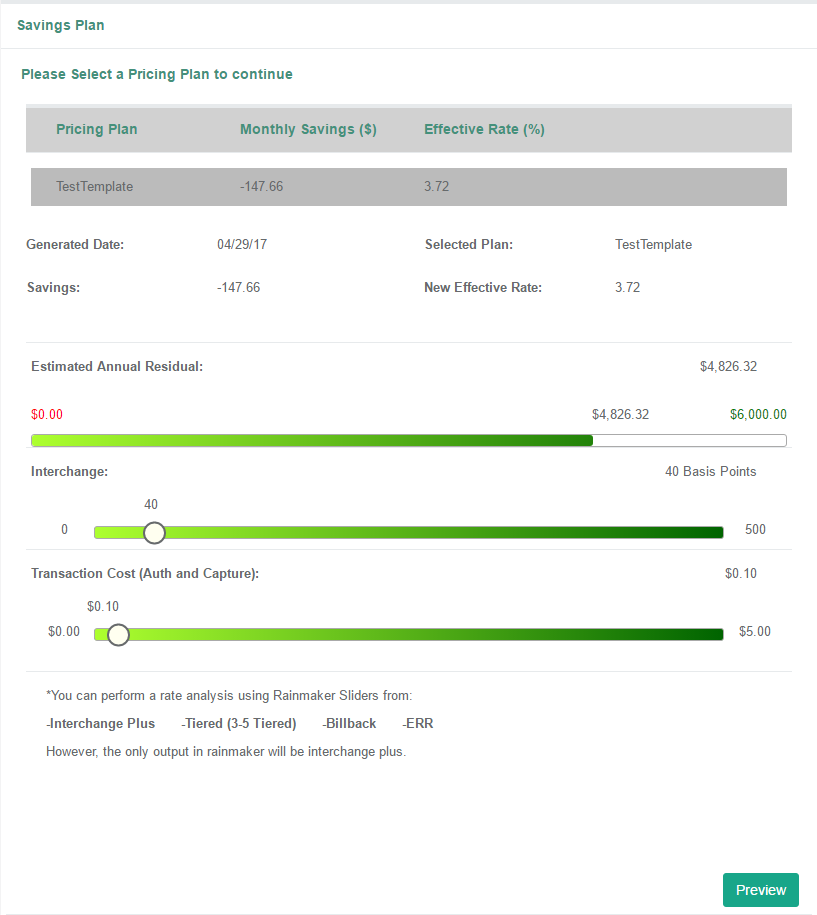 Savings Plan
Please Select a Pricing Plan to continue
Pricing Plan Monthly Savings ($) Effective Rate (%)
TestTemplate -147.66 3.72
Generated Date: 04/29/17 Selected Plan: TestTemplate
Savings: -147.66 New Effective Rate: 3.72
Estimated Annual Residual: $4,826.32
$0.00 $4,826.32 $6,000.00
Interchange: 40 Basis Points
40
0 500
Transaction Cost (Auth and Capture): $0.10
$0.10
$0.00 $5.00
*You can perform a rate analysis using Rainmaker Sliders from:
-Interchange Plus -Tiered (3-5 Tiered) -Billback -ERR
However, the only output in rainmaker will be interchange plus.
Preview